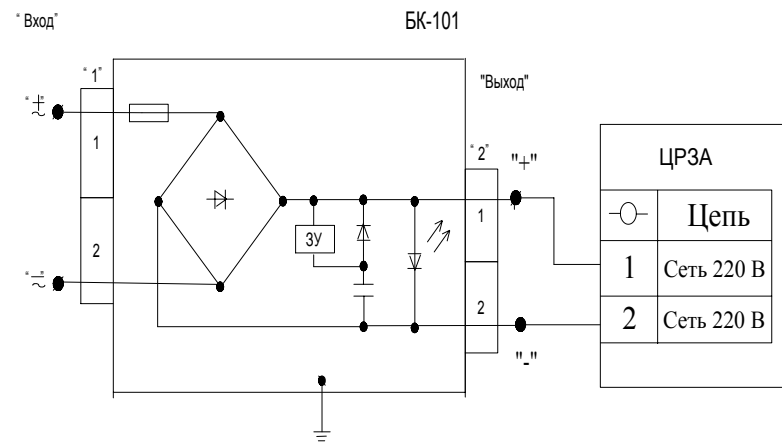 “ Вход”
БК-101
“ 1”
"Выход"
“ +”
~
1
“ 2”
"+"
ЦРЗА
Цепь
ЗУ
1
1
Сеть 220 В
2
“ –”
~
2
2
Сеть 220 В
"-"